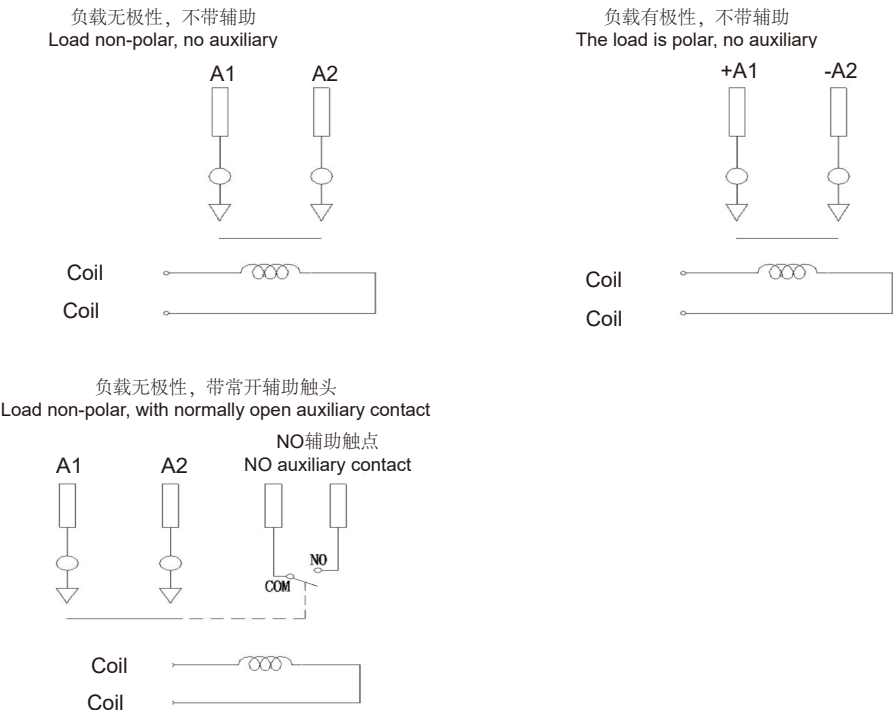 负载无极性，不带辅助
Load non-polar, no auxiliary
A1 A2
Coil
Coil
负载有极性，不带辅助
The load is polar, no auxiliary
+A1 -A2
Coil
Coil
负载无极性，带常开辅助触头
Load non-polar, with normally open auxiliary contact
NO辅助触点
NO auxiliary contact
A1 A2
NO
COM
Coil
Coil